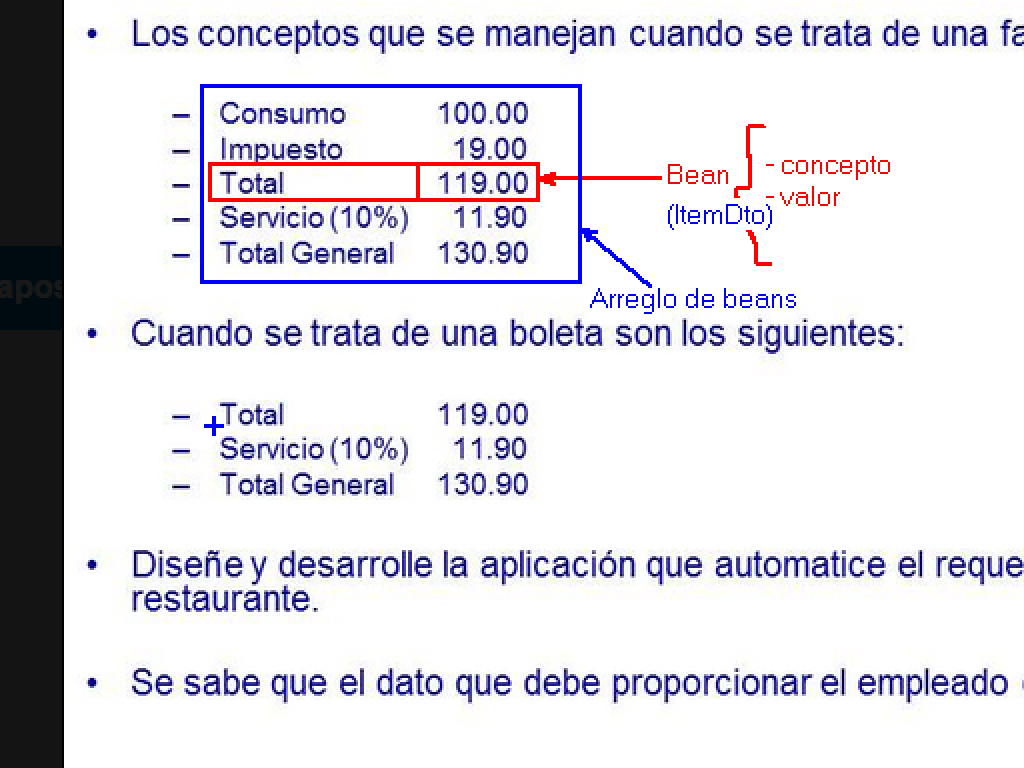 • Los conceptos que se manejan cuando se trata de una fa
– Consumo 100.00
– Impuesto 19.00
– Total 119.00
– Servicio (10%) 11.90
– Total General 130.90
Bean
(ItemDto)
- concepto
- valor
Arreglo de beans
• Cuando se trata de una boleta son los siguientes:
– Total 119.00
– Servicio (10%) 11.90
– Total General 130.90
• Diseñe y desarrolle la aplicación que automatice el reque
restaurante.
• Se sabe que el dato que debe proporcionar el empleado
apos